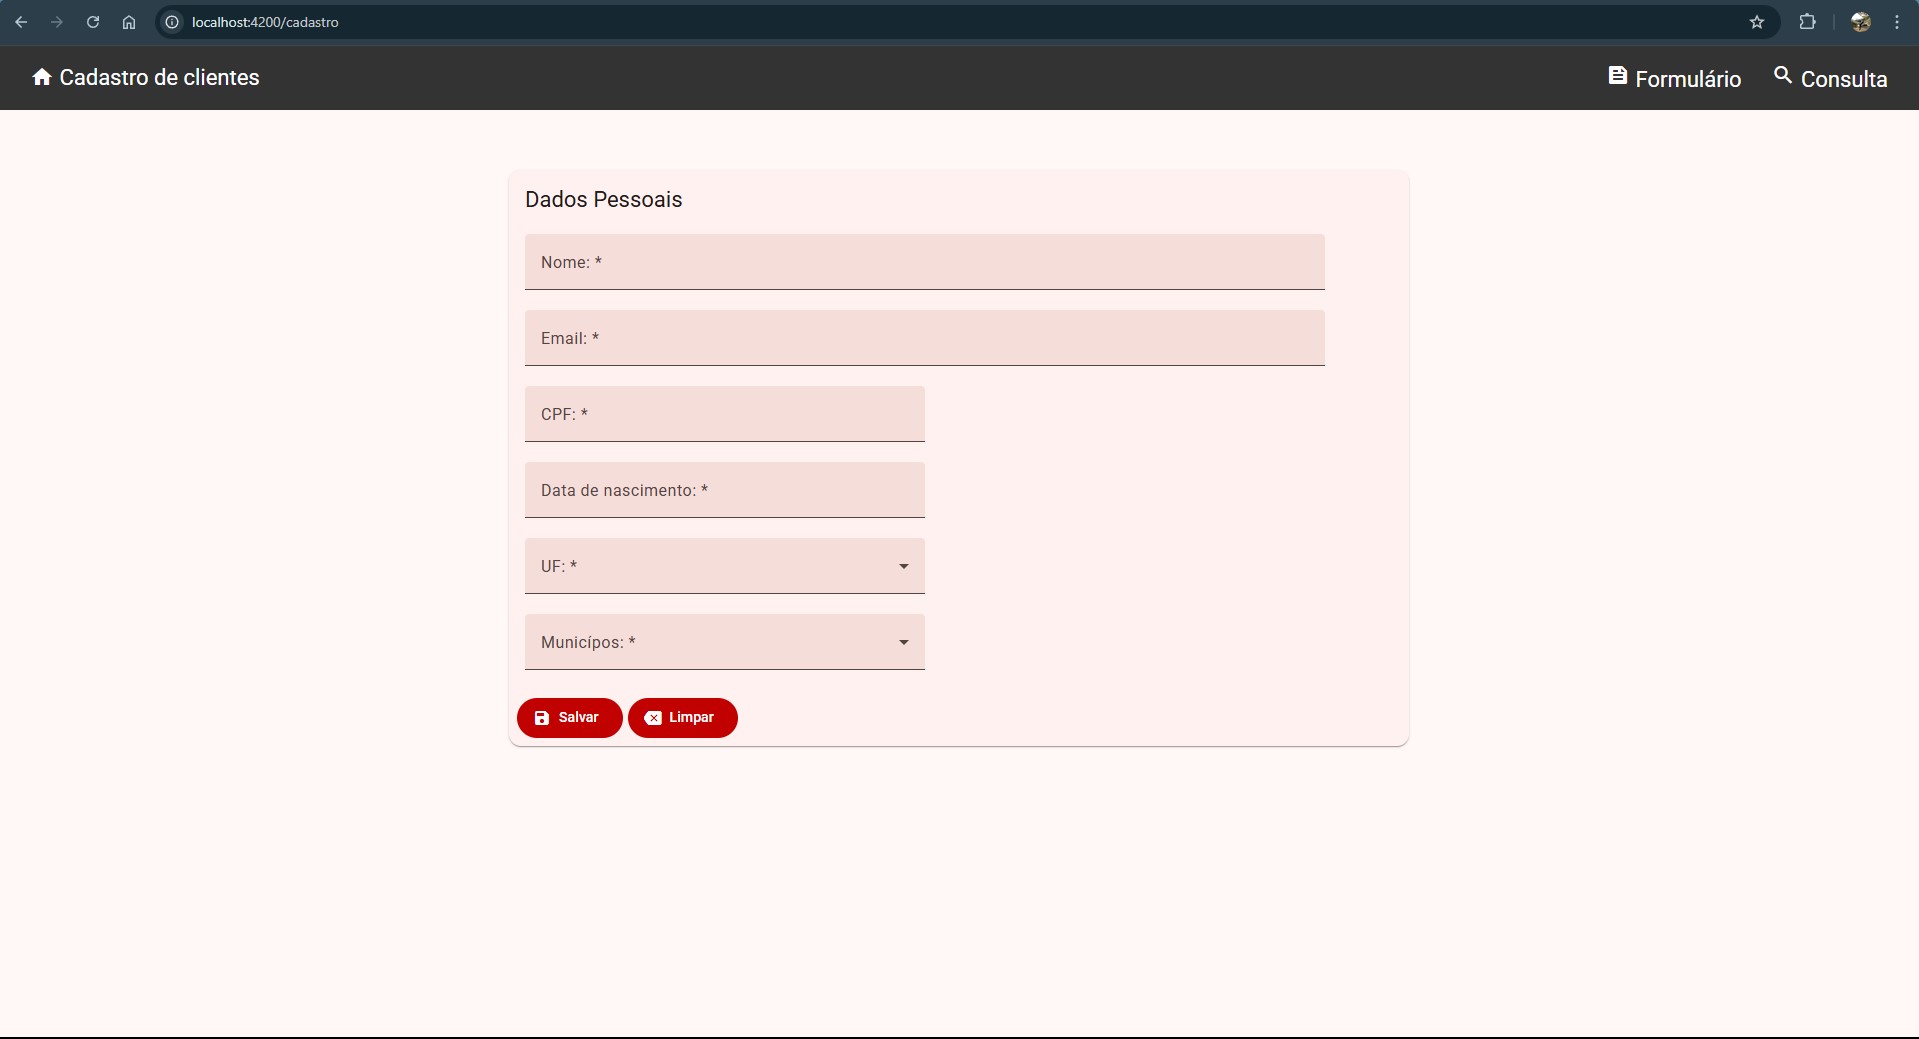 localhost:4200/cadastro
Cadastro de clientes
Formulário
Consulta
Dados Pessoais
Nome: *
Email: *
CPF: *
Data de nascimento: *
UF: *
Municípos: *
Salvar
Limpar